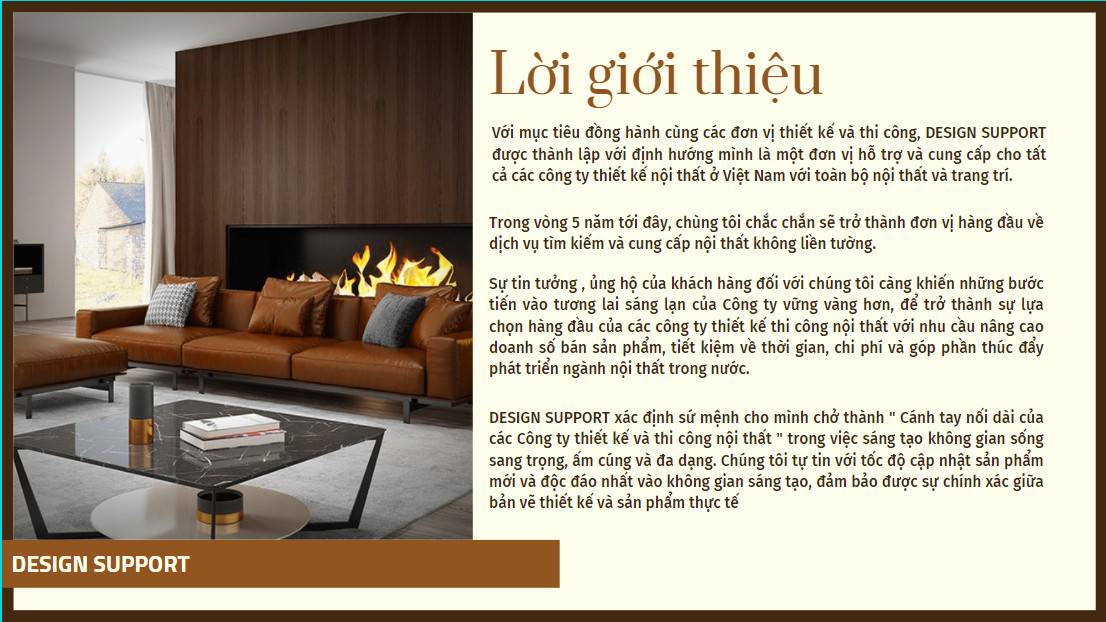 Lời giới thiệu
Với mục tiêu đồng hành cùng các đơn vị thiết kế và thi công, DESIGN SUPPORT
được thành lập với định hướng mình là một đơn vị hỗ trợ và cung cấp cho tất
cả các công ty thiết kế nội thất ở Việt Nam với toàn bộ nội thất và trang trí.
Trong vòng 5 năm tới đây, chùng tôi chắc chắn sẽ trở thành đơn vị hàng đầu về
dịch vụ tìm kiếm và cung cấp nội thất không liền tường.
Sự tin tưởng , ủng hộ của khách hàng đối với chúng tôi càng khiến những bước
tiến vào tương lai sáng lạn của Công ty vững vàng hơn, để trở thành sự lựa
chọn hàng đầu của các công ty thiết kế thi công nội thất với nhu cầu nâng cao
doanh số bán sản phẩm, tiết kiệm về thời gian, chi phí và góp phần thúc đẩy
phát triển ngành nội thất trong nước.
DESIGN SUPPORT xác định sứ mệnh cho mình chở thành " Cánh tay nối dài của
các Công ty thiết kế và thi công nội thất " trong việc sáng tạo không gian sống
sang trọng, ấm cúng và đa dạng. Chúng tôi tự tin với tốc độ cập nhật sản phẩm
mới và độc đáo nhất vào không gian sáng tạo, đảm bảo được sự chính xác giữa
bản vẽ thiết kế và sản phẩm thực tế
DESIGN SUPPORT